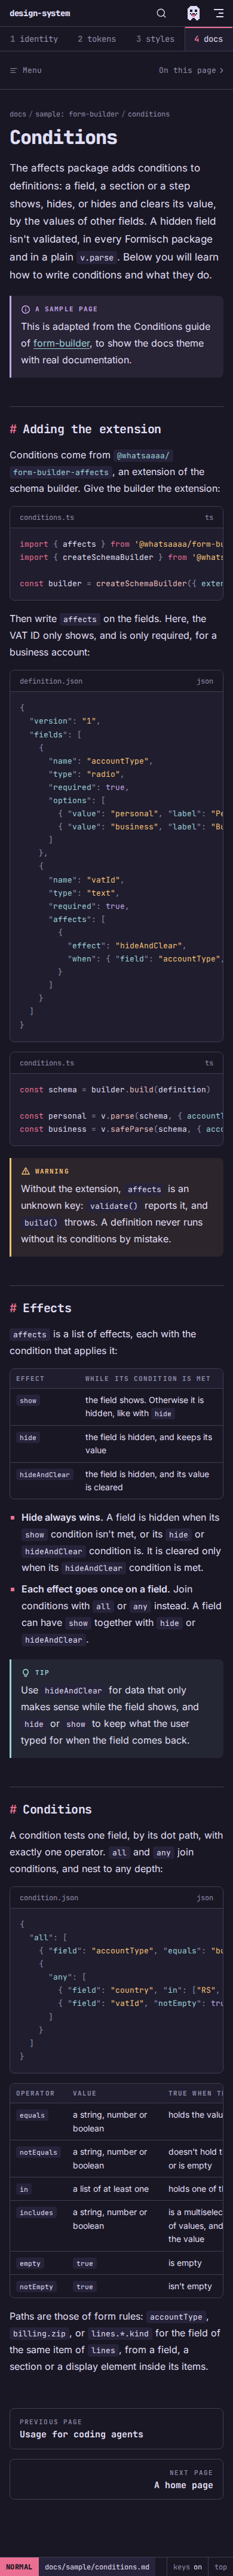 design-system
1 identity 2 tokens 3 styles 4 docs
Menu On this page
docs / sample: form-builder / conditions
Conditions
The affects package adds conditions to
definitions: a field, a section or a step
shows, hides, or hides and clears its value,
by the values of other fields. A hidden field
isn't validated, in every Formisch package
and in a plain v.parse. Below you will learn
how to write conditions and what they do.
A SAMPLE PAGE
This is adapted from the Conditions guide
of form-builder, to show the docs theme
with real documentation.
# Adding the extension
Conditions come from @whatsaaaa/
form-builder-affects, an extension of the
schema builder. Give the builder the extension:
conditions.ts ts
import { affects } from '@whatsaaaa/form-bu
import { createSchemaBuilder } from '@whats
const builder = createSchemaBuilder({ exten
Then write affects on the fields. Here, the
VAT ID only shows, and is only required, for a
business account:
definition.json json
{
"version": "1",
"fields": [
{
"name": "accountType",
"type": "radio",
"required": true,
"options": [
{ "value": "personal", "label": "Pe
{ "value": "business", "label": "Bu
]
},
{
"name": "vatId",
"type": "text",
"required": true,
"affects": [
{
"effect": "hideAndClear",
"when": { "field": "accountType",
}
]
}
]
}
conditions.ts ts
const schema = builder.build(definition)
const personal = v.parse(schema, { accountT
const business = v.safeParse(schema, { acco
WARNING
Without the extension, affects is an
unknown key: validate() reports it, and
build() throws. A definition never runs
without its conditions by mistake.
# Effects
affects is a list of effects, each with the
condition that applies it:
EFFECT WHILE ITS CONDITION IS MET
show the field shows. Otherwise it is
hidden, like with hide
hide the field is hidden, and keeps its
value
hideAndClear the field is hidden, and its value
is cleared
Hide always wins. A field is hidden when its
show condition isn't met, or its hide or
hideAndClear condition is. It is cleared only
when its hideAndClear condition is met.
Each effect goes once on a field. Join
conditions with all or any instead. A field
can have show together with hide or
hideAndClear.
TIP
Use hideAndClear for data that only
makes sense while the field shows, and
hide or show to keep what the user
typed for when the field comes back.
# Conditions
A condition tests one field, by its dot path, with
exactly one operator. all and any join
conditions, and nest to any depth:
condition.json json
{
"all": [
{ "field": "accountType", "equals": "bu
{
"any": [
{ "field": "country", "in": ["RS",
{ "field": "vatId", "notEmpty": tru
]
}
]
}
OPERATOR VALUE TRUE WHEN T
equals a string, number or
boolean holds the valu
notEquals a string, number or
boolean doesn't hold t
or is empty
in a list of at least one holds one of t
includes a string, number or
boolean is a multiselec
of values, and
the value
empty true is empty
notEmpty true isn't empty
Paths are those of form rules: accountType,
billing.zip, or lines.*.kind for the field of
the same item of lines, from a field, a
section or a display element inside its items.
PREVIOUS PAGE
Usage for coding agents
NEXT PAGE
A home page
NORMAL docs/sample/conditions.md keys on top